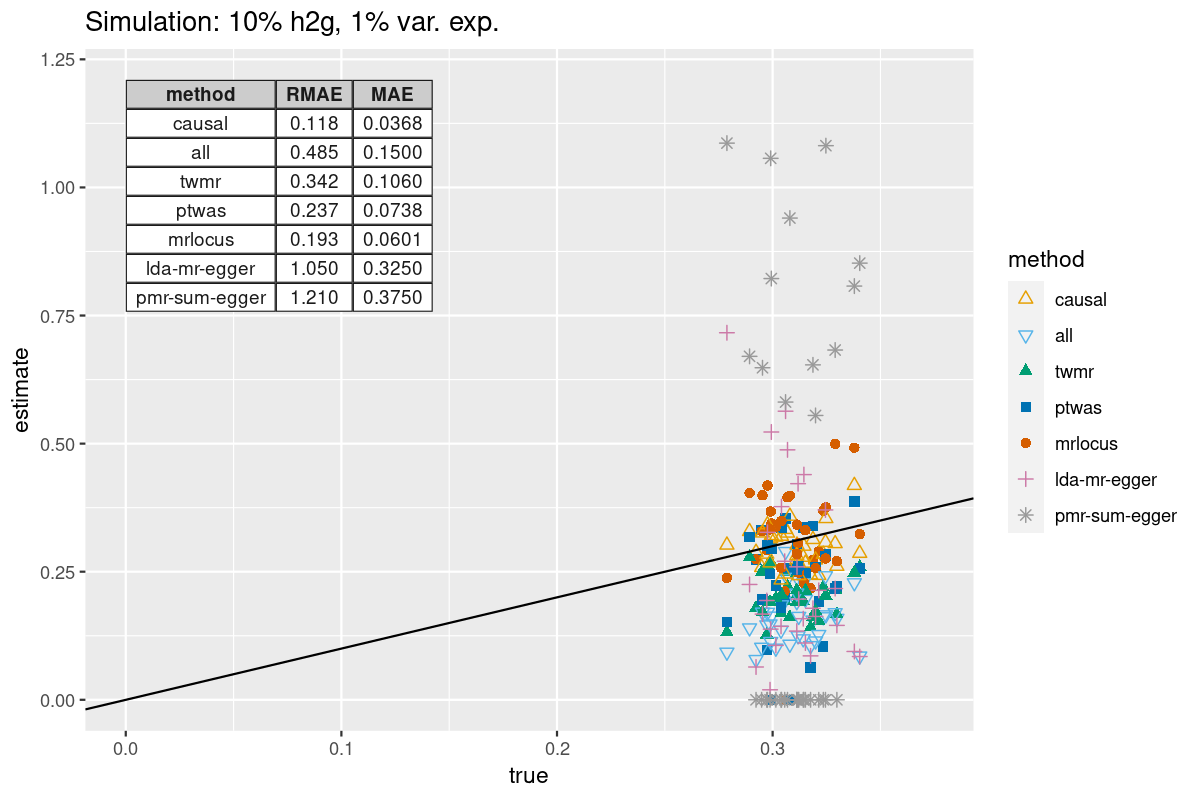 Simulation: 10% h2g, 1% var. exp.
method RMAE MAE
causal 0.118 0.0368
all 0.485 0.1500
twmr 0.342 0.1060
ptwas 0.237 0.0738
mrlocus 0.193 0.0601
lda-mr-egger 1.050 0.3250
pmr-sum-egger 1.210 0.3750
estimate
1.25
1.00
0.75
0.50
0.25
0.00
0.0 0.1 0.2 0.3
true
method
causal
all
twmr
ptwas
mrlocus
lda-mr-egger
pmr-sum-egger